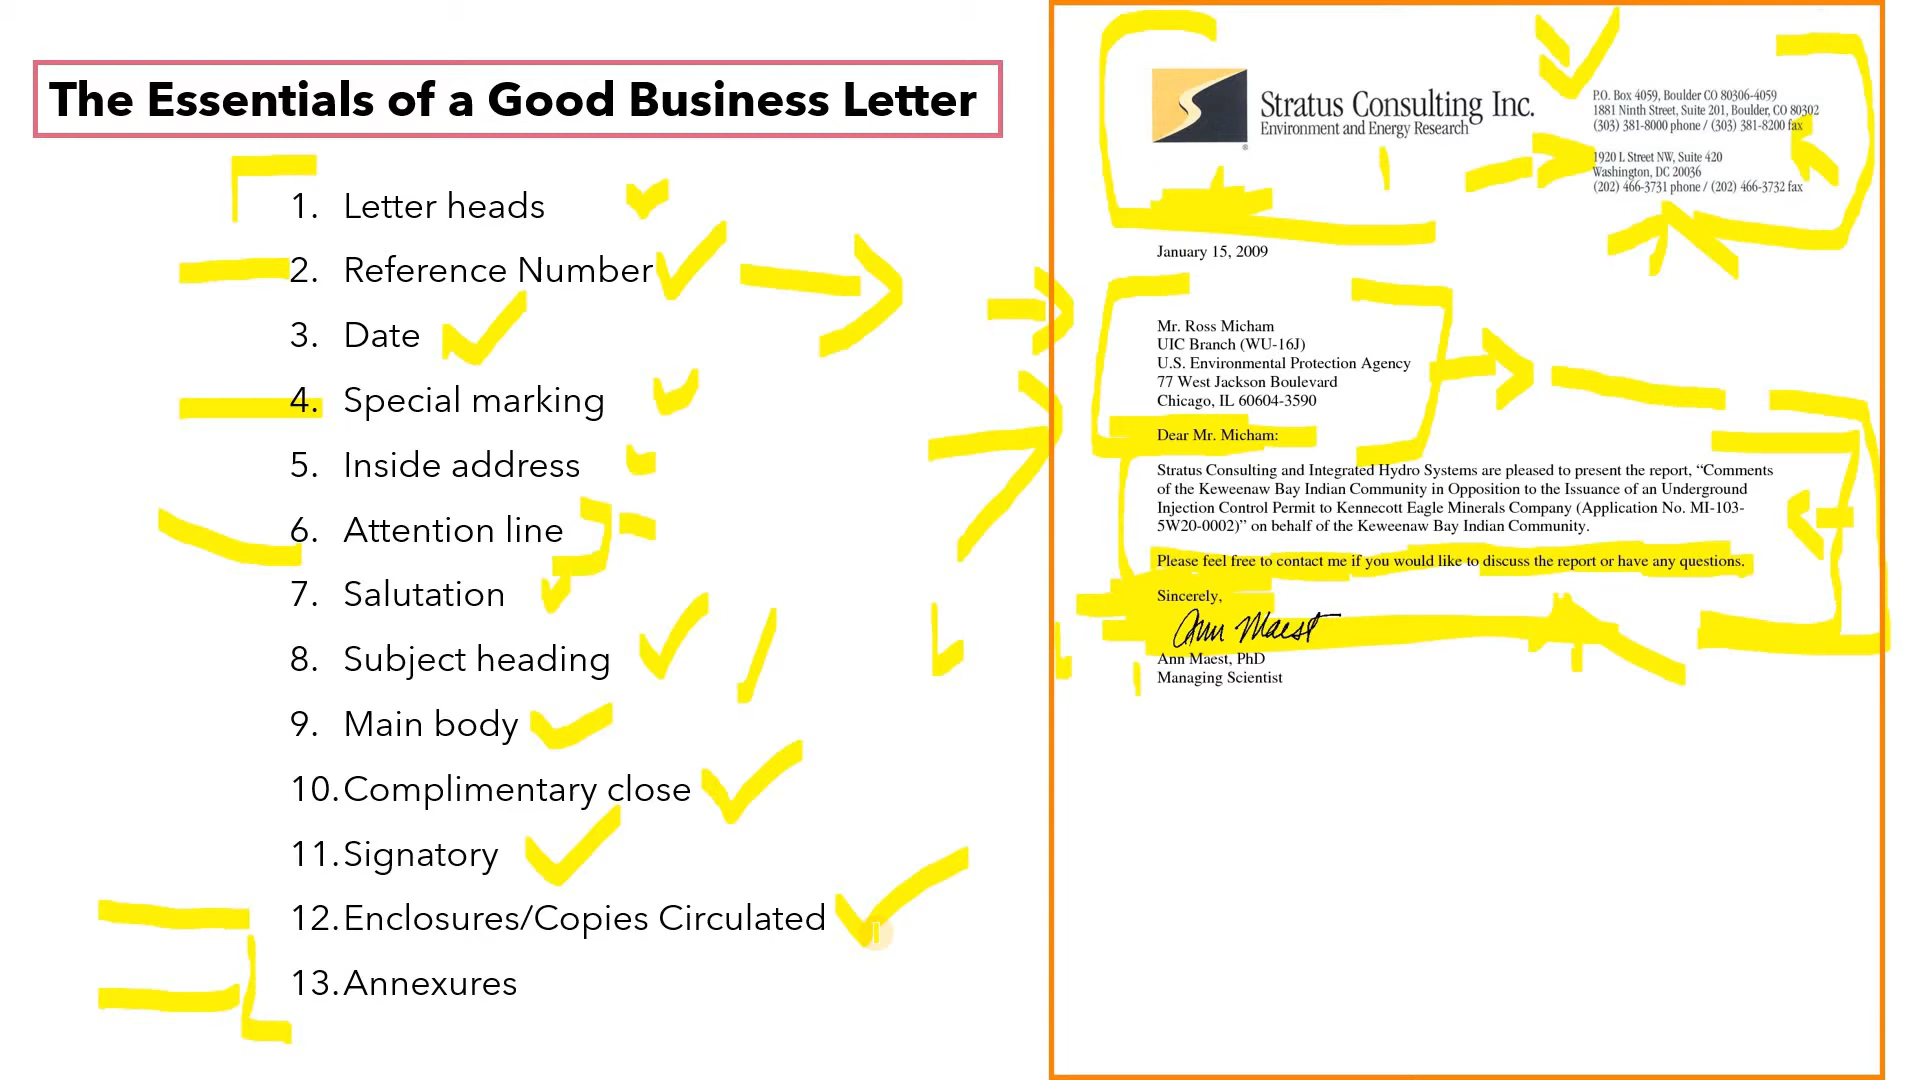 The Essentials of a Good Business Letter
1. Letter heads
2. Reference Number
3. Date
4. Special marking
5. Inside address
6. Attention line
7. Salutation
8. Subject heading
9. Main body
10. Complimentary close
11. Signatory
12. Enclosures/Copies Circulated
13. Annexures
Stratus Consulting Inc.
Environment and Energy Research
®
P.O. Box 4059, Boulder CO 80306-4059
1881 Ninth Street, Suite 201, Boulder, CO 80302
(303) 381-8000 phone / (303) 381-8200 fax
1920 L Street NW, Suite 420
Washington, DC 20036
(202) 466-3731 phone / (202) 466-3732 fax
January 15, 2009
Mr. Ross Micham
UIC Branch (WU-16J)
U.S. Environmental Protection Agency
77 West Jackson Boulevard
Chicago, IL 60604-3590
Dear Mr. Micham:
Stratus Consulting and Integrated Hydro Systems are pleased to present the report, “Comments
of the Keweenaw Bay Indian Community in Opposition to the Issuance of an Underground
Injection Control Permit to Kennecott Eagle Minerals Company (Application No. MI-103-
5W20-0002)” on behalf of the Keweenaw Bay Indian Community.
Please feel free to contact me if you would like to discuss the report or have any questions.
Sincerely,
Ann Maest
Ann Maest, PhD
Managing Scientist